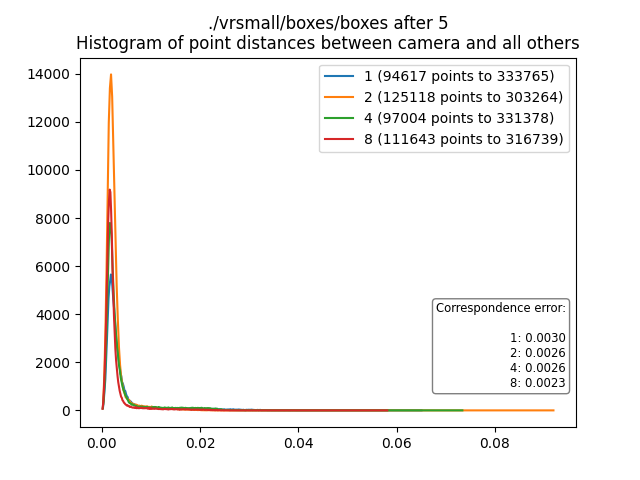 ./vrsmall/boxes/boxes after 5
Histogram of point distances between camera and all others
1 (94617 points to 333765)
2 (125118 points to 303264)
4 (97004 points to 331378)
8 (111643 points to 316739)
14000
12000
10000
8000
6000
4000
2000
0
Correspondence error:
1: 0.0030
2: 0.0026
4: 0.0026
8: 0.0023
0.00 0.02 0.04 0.06 0.08